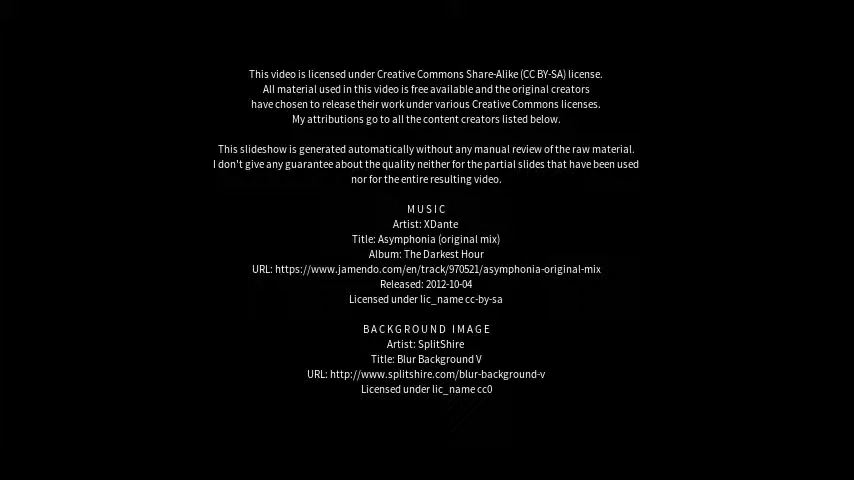 This video is licensed under Creative Commons Share-Alike (CC BY-SA) license.
All material used in this video is free available and the original creators
have chosen to release their work under various Creative Commons licenses.
My attributions go to all the content creators listed below.
This slideshow is generated automatically without any manual review of the raw material.
I don't give any guarantee about the quality neither for the partial slides that have been used
nor for the entire resulting video.
MUSIC
Artist: XDante
Title: Asymphonia (original mix)
Album: The Darkest Hour
URL: https://www.jamendo.com/en/track/970521/asymphonia-original-mix
Released: 2012-10-04
Licensed under lic_name cc-by-sa
BACKGROUND IMAGE
Artist: SplitShire
Title: Blur Background V
URL: http://www.splitshire.com/blur-background-v
Licensed under lic_name cc0